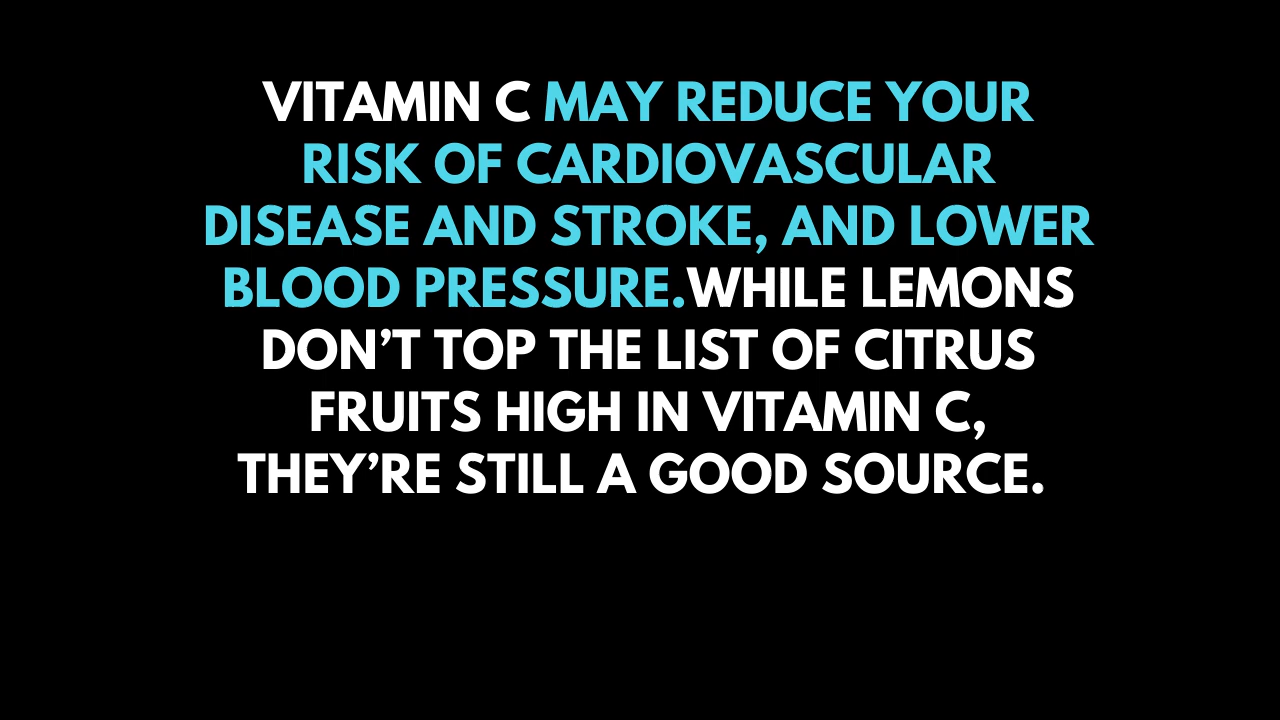 VITAMIN C MAY REDUCE YOUR
RISK OF CARDIOVASCULAR
DISEASE AND STROKE, AND LOWER
BLOOD PRESSURE.WHILE LEMONS
DON’T TOP THE LIST OF CITRUS
FRUITS HIGH IN VITAMIN C,
THEY’RE STILL A GOOD SOURCE.